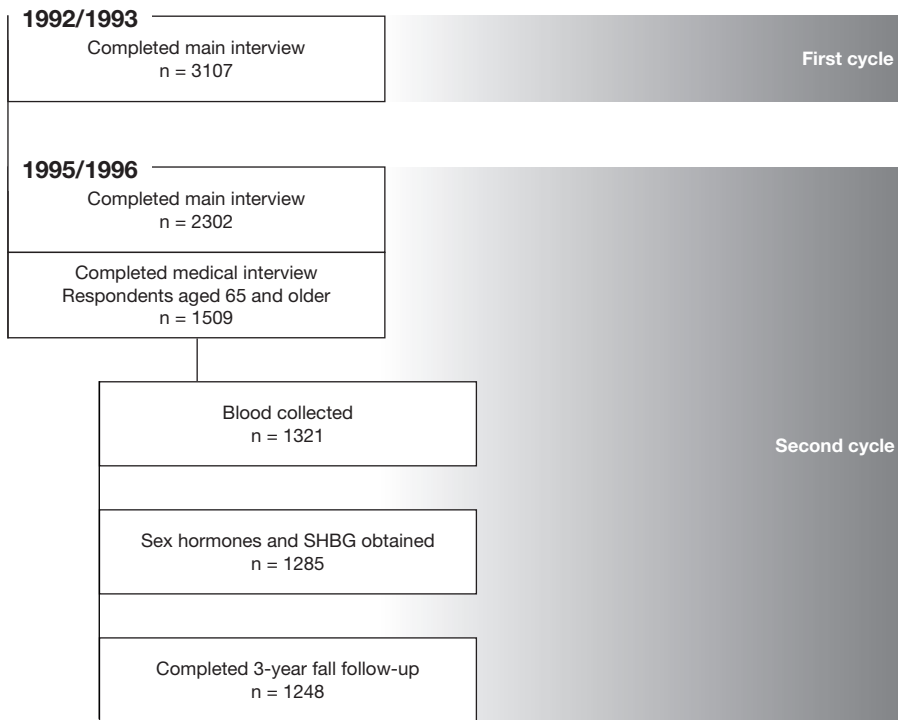 1992/1993
Completed main interview
n = 3107
First cycle
1995/1996
Completed main interview
n = 2302
Completed medical interview
Respondents aged 65 and older
n = 1509
Blood collected
n = 1321
Second cycle
Sex hormones and SHBG obtained
n = 1285
Completed 3-year fall follow-up
n = 1248